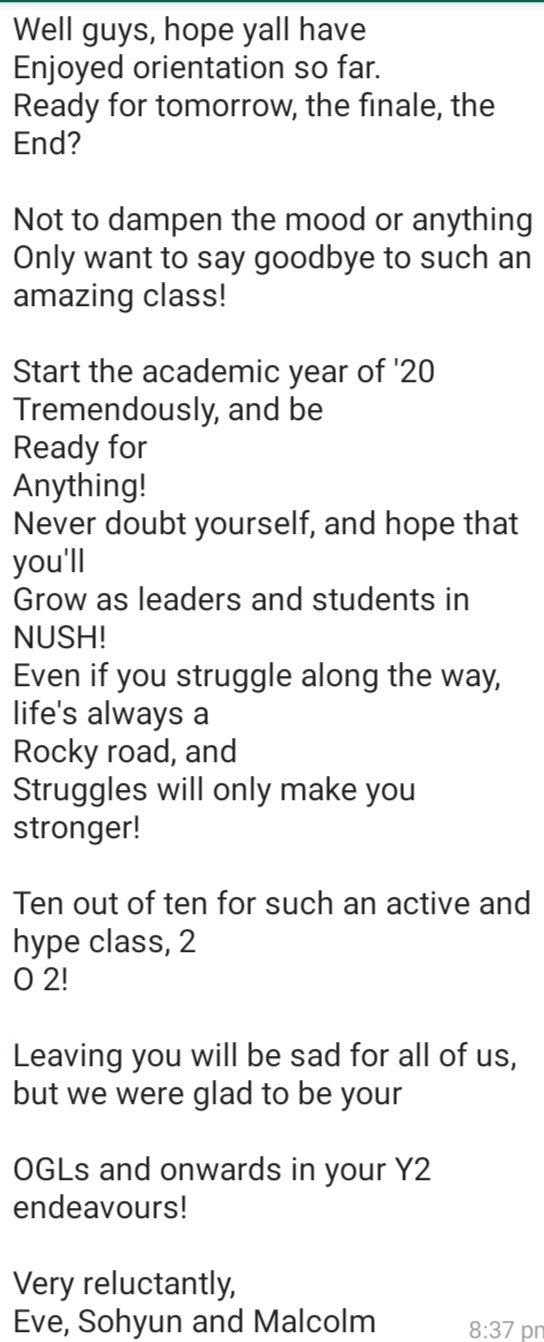 Well guys, hope yall have
Enjoyed orientation so far.
Ready for tomorrow, the finale, the
End?
Not to dampen the mood or anything
Only want to say goodbye to such an
amazing class!
Start the academic year of '20
Tremendously, and be
Ready for
Anything!
Never doubt yourself, and hope that
you'll
Grow as leaders and students in
NUSH!
Even if you struggle along the way,
life's always a
Rocky road, and
Struggles will only make you
stronger!
Ten out of ten for such an active and
hype class, 2
O 2!
Leaving you will be sad for all of us,
but we were glad to be your
OGLs and onwards in your Y2
endeavours!
Very reluctantly,
Eve, Sohyun and Malcolm
8:37 pm